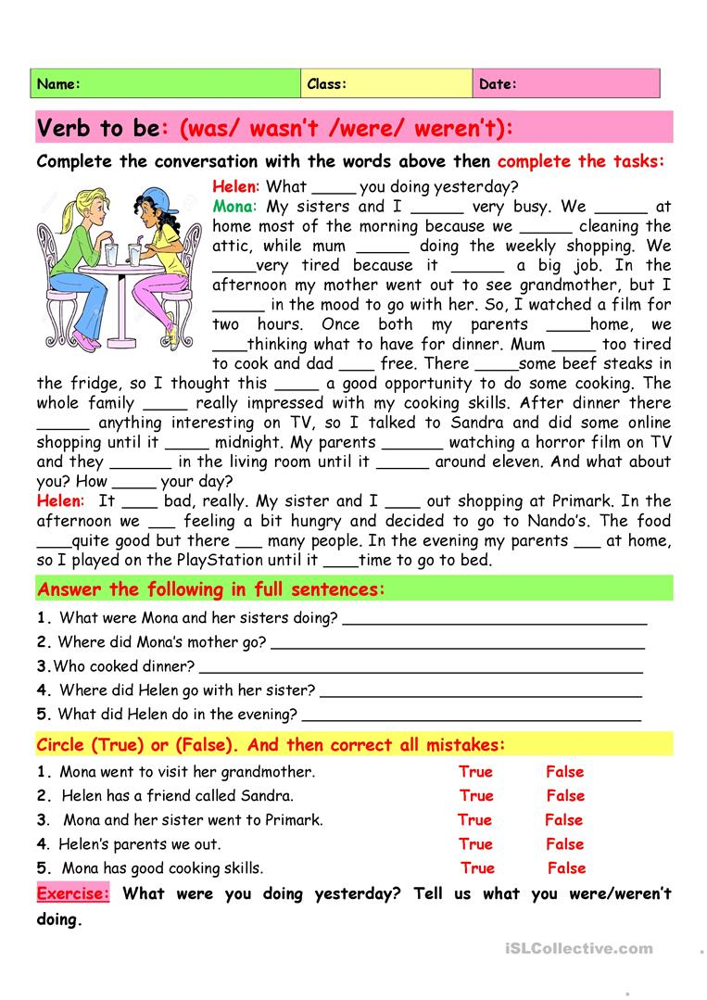 Name: Class: Date:
Verb to be: (was/ wasn't /were/ weren't):
Complete the conversation with the words above then complete the tasks:
Helen: What _____ you doing yesterday?
Mona: My sisters and I ______ very busy. We ______ at
home most of the morning because we ______ cleaning the
attic, while mum ______ doing the weekly shopping. We
_____very tired because it ______ a big job. In the
afternoon my mother went out to see grandmother, but I
______ in the mood to go with her. So, I watched a film for
two hours. Once both my parents _____home, we
____thinking what to have for dinner. Mum _____ too tired
to cook and dad ____ free. There _____some beef steaks in
the fridge, so I thought this _____ a good opportunity to do some cooking. The
whole family _____ really impressed with my cooking skills. After dinner there
______ anything interesting on TV, so I talked to Sandra and did some online
shopping until it _____ midnight. My parents _______ watching a horror film on TV
and they _______ in the living room until it ______ around eleven. And what about
you? How _____ your day?
Helen: It ____ bad, really. My sister and I ____ out shopping at Primark. In the
afternoon we ___ feeling a bit hungry and decided to go to Nando's. The food
____quite good but there ___ many people. In the evening my parents ___ at home,
so I played on the PlayStation until it ____time to go to bed.
Answer the following in full sentences:
1. What were Mona and her sisters doing? ___________________________________
2. Where did Mona's mother go? ___________________________________________
3.Who cooked dinner? ___________________________________________________
4. Where did Helen go with her sister? _____________________________________
5. What did Helen do in the evening? _______________________________________
Circle (True) or (False). And then correct all mistakes:
1. Mona went to visit her grandmother. True False
2. Helen has a friend called Sandra. True False
3. Mona and her sister went to Primark. True False
4. Helen's parents we out. True False
5. Mona has good cooking skills. True False
Exercise: What were you doing yesterday? Tell us what you were/weren't
doing.
iSLCollective.com